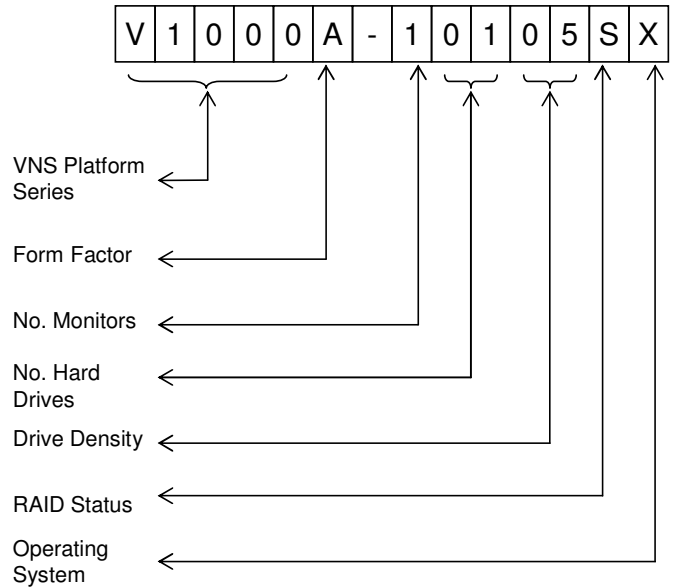 V1000A-10105SX
VNS Platform
Series
Form Factor
No. Monitors
No. Hard
Drives
Drive Density
RAID Status
Operating
System